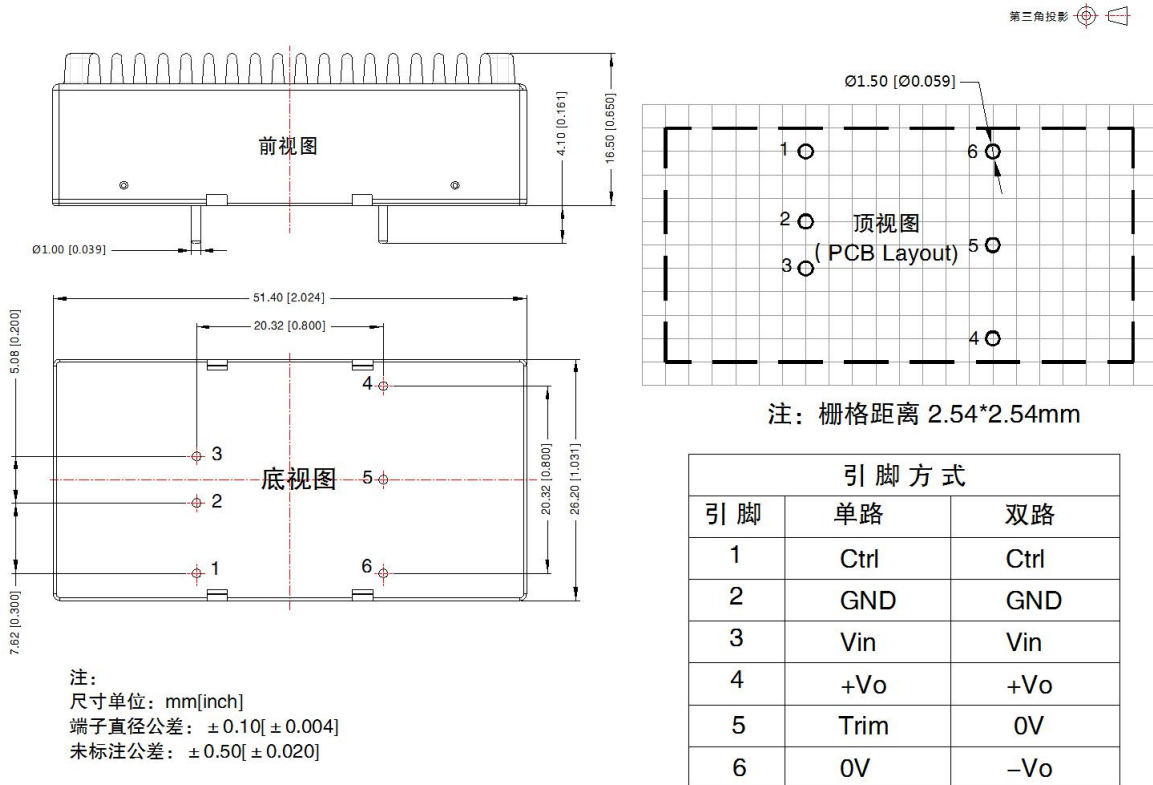 第三角投影
前视图
4.10 [0.161]
16.50 [0.650]
Ø1.00 [0.039]
Ø1.50 [Ø0.059]
1
6
2
顶视图
5
( PCB Layout)
3
4
注：栅格距离 2.54*2.54mm
51.40 [2.024]
20.32 [0.800]
5.08 [0.200]
4
3
底视图
5
2
20.32 [0.800]
26.20 [1.031]
1
6
7.62 [0.300]
注：
尺寸单位：mm[inch]
端子直径公差：±0.10[±0.004]
未标注公差：±0.50[±0.020]
引脚方式
引脚 单路 双路
1 Ctrl Ctrl
2 GND GND
3 Vin Vin
4 +Vo +Vo
5 Trim 0V
6 0V –Vo